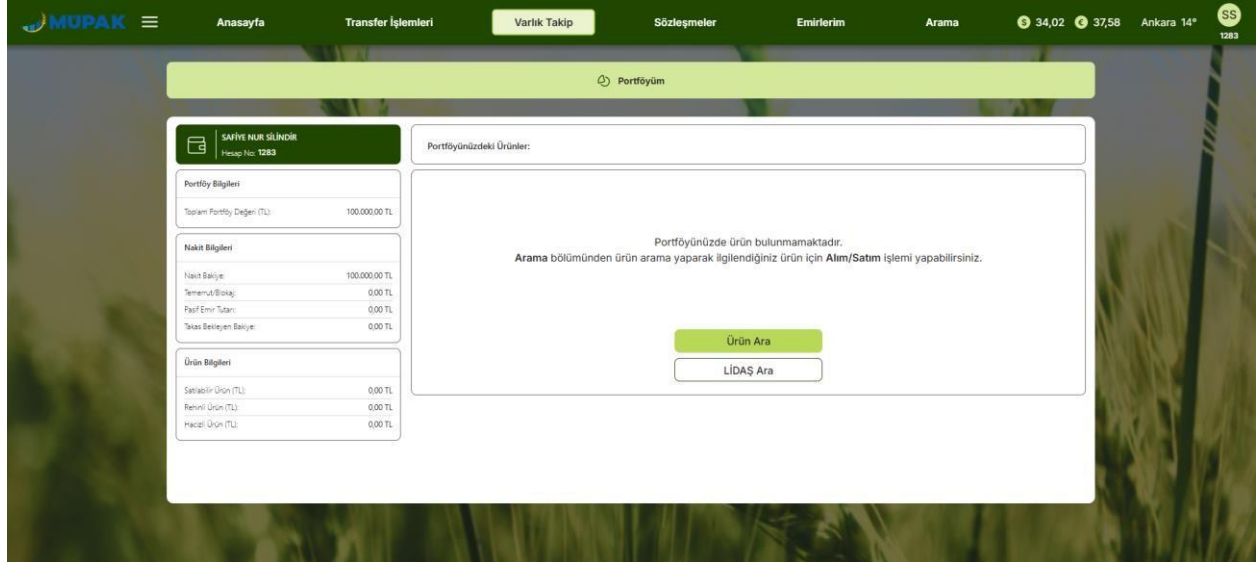 MÜPAK
Anasayfa
Transfer İşlemleri
Varlık Takip
Sözleşmeler
Emirlerim
Arama
$ 34,02 € 37,58
Ankara 14°
SS
1283
Portföyüm
SAFİYE NUR SİLİNDİR
Hesap No: 1283
Portföy Bilgileri
Toplam Portföy Değeri (TL): 100.000,00 TL
Nakit Bilgileri
Nakit Bakiye: 100.000,00 TL
Temerrut/Blokaj: 0,00 TL
Pasif Emir Tutarı: 0,00 TL
Takas Bekleyen Bakiye: 0,00 TL
Ürün Bilgileri
Satılabilir Ürün (TL): 0,00 TL
Rehinli Ürün (TL): 0,00 TL
Hacizli Ürün (TL): 0,00 TL
Portföyünüzdeki Ürünler:
Portföyünüzde ürün bulunmamaktadır.
Arama bölümünden ürün arama yaparak ilgilendiğiniz ürün için Alım/Satım işlemi yapabilirsiniz.
Ürün Ara
LİDAŞ Ara